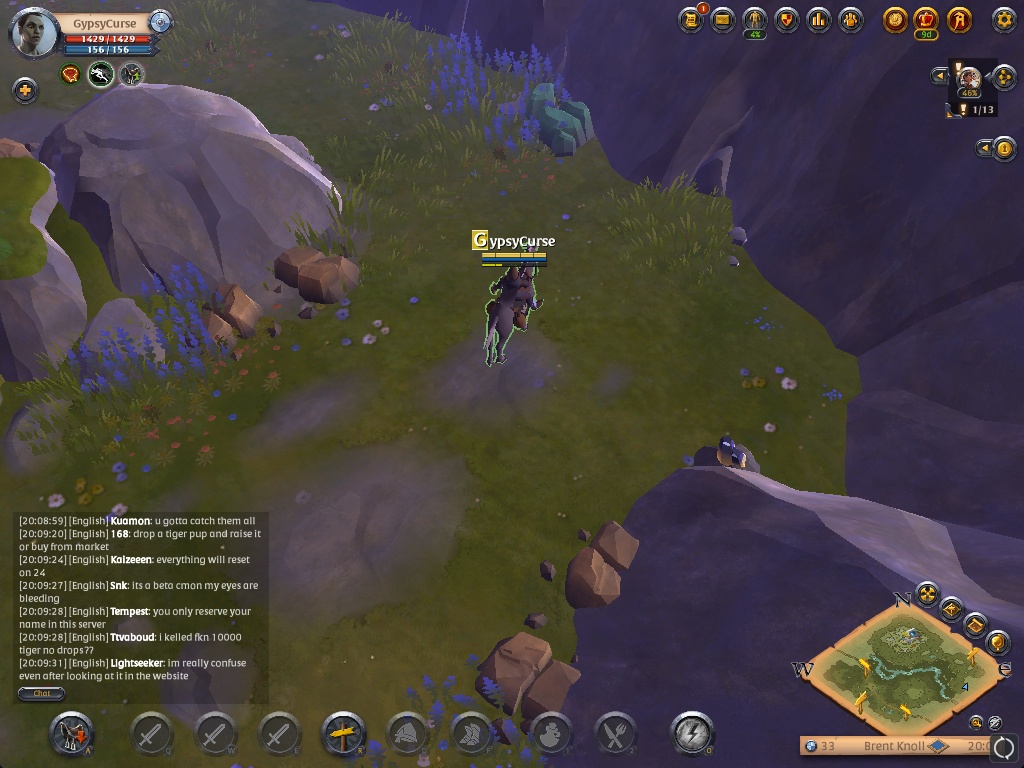 GypsyCurse
1429 / 1429
156 / 156
1
4%
9d
46%
1/13
1
GypsyCurse
[20:08:59] [English] Kuamon: u gotta catch them all
[20:09:20] [English] 168: drop a tiger pup and raise it
or buy from market
[20:09:24] [English] Kaizeeen: everything will reset
on 24
[20:09:27] [English] Snk: its a beta cmon my eyes are
bleeding
[20:09:28] [English] Tempest: you only reserve your
name in this server
[20:09:28] [English] Ttvaboud: i kelled fkn 10000
tiger no drops??
[20:09:31] [English] Lightseeker: im really confuse
even after looking at it in the website
Chat
N
W
E
A
Q
W
E
R
33
Brent Knoll